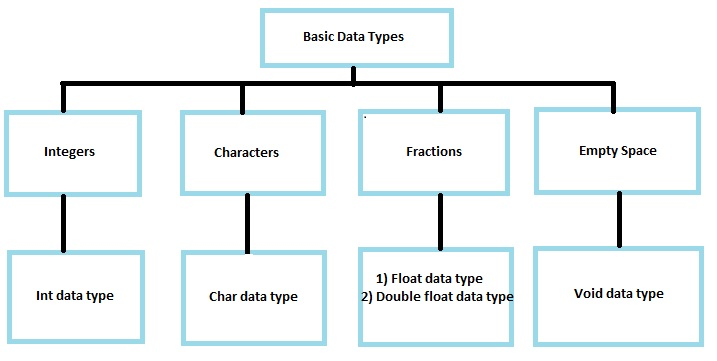 Basic Data Types
Integers
Characters
Fractions
Empty Space
Int data type
Char data type
1) Float data type
2) Double float data type
Void data type